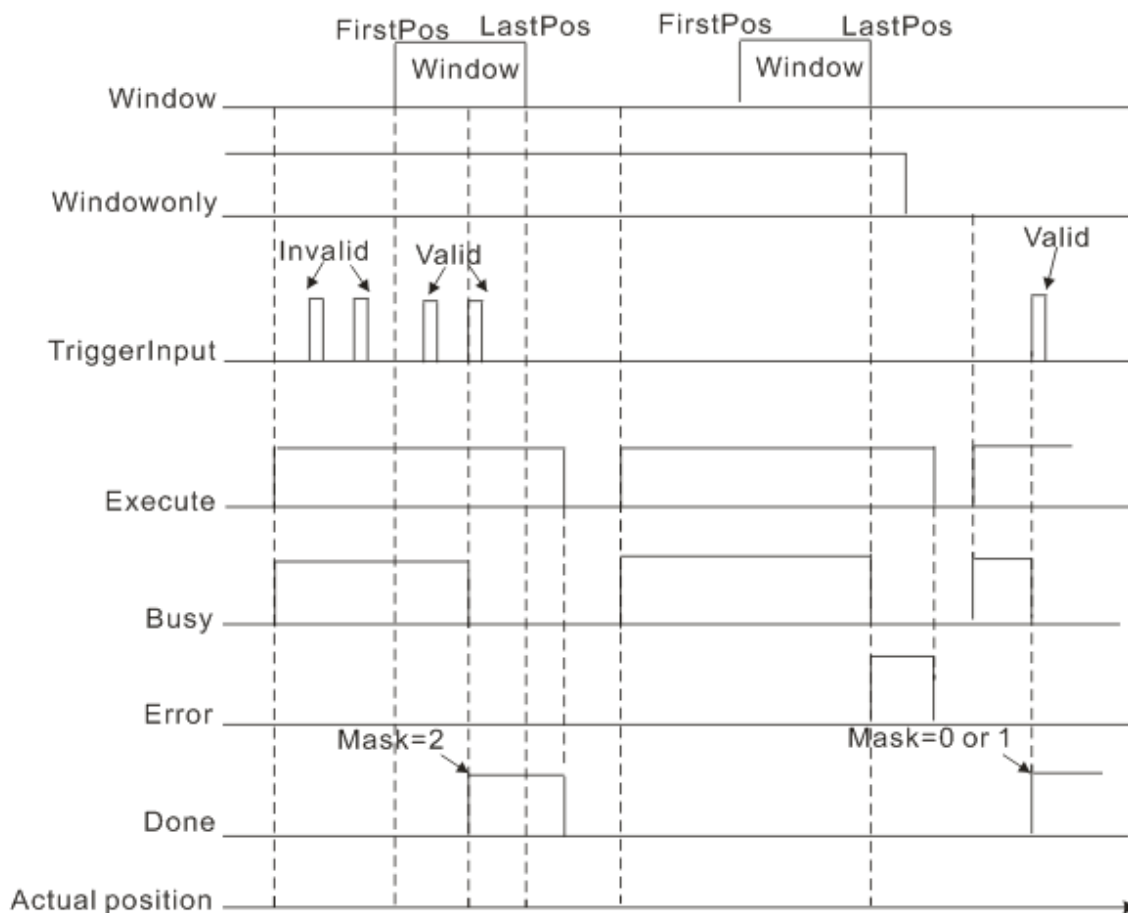 FirstPos LastPos FirstPos LastPos
Window Window
Window
Windowonly
Invalid Valid Valid
TriggerInput
Execute
Busy
Error
Mask=2 Mask=0 or 1
Done
Actual position